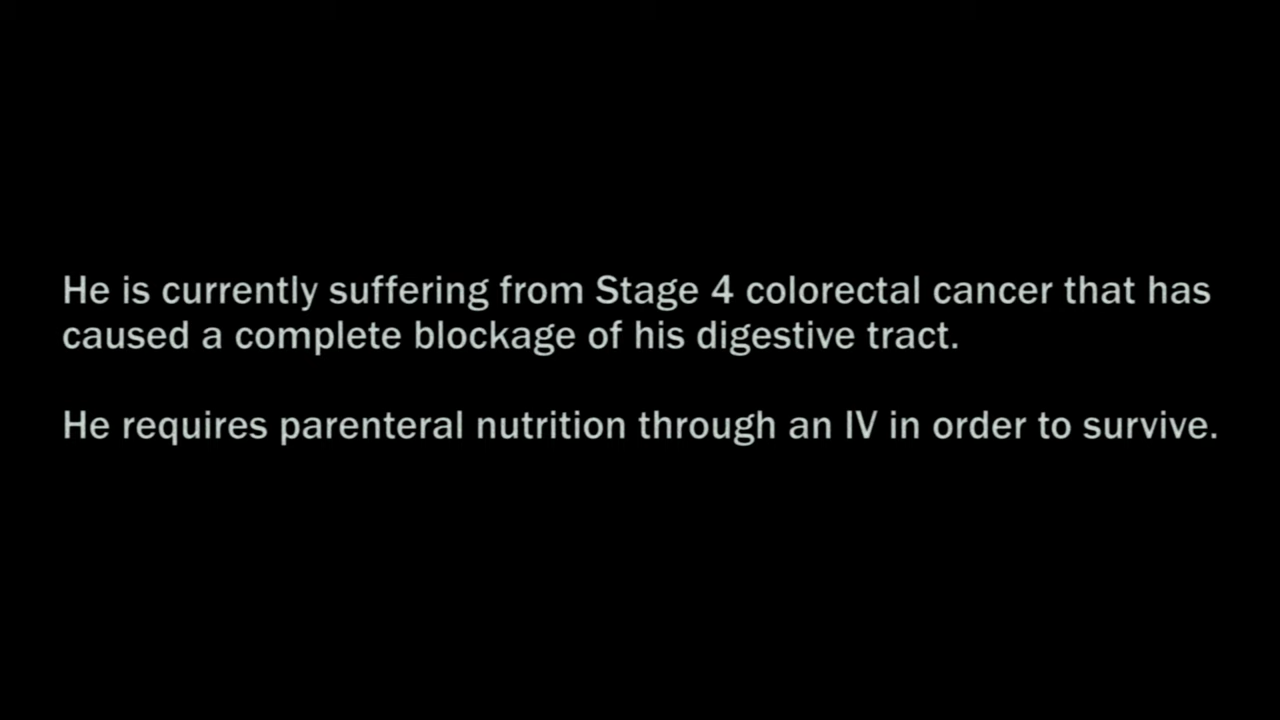 He is currently suffering from Stage 4 colorectal cancer that has
caused a complete blockage of his digestive tract.
He requires parenteral nutrition through an IV in order to survive.